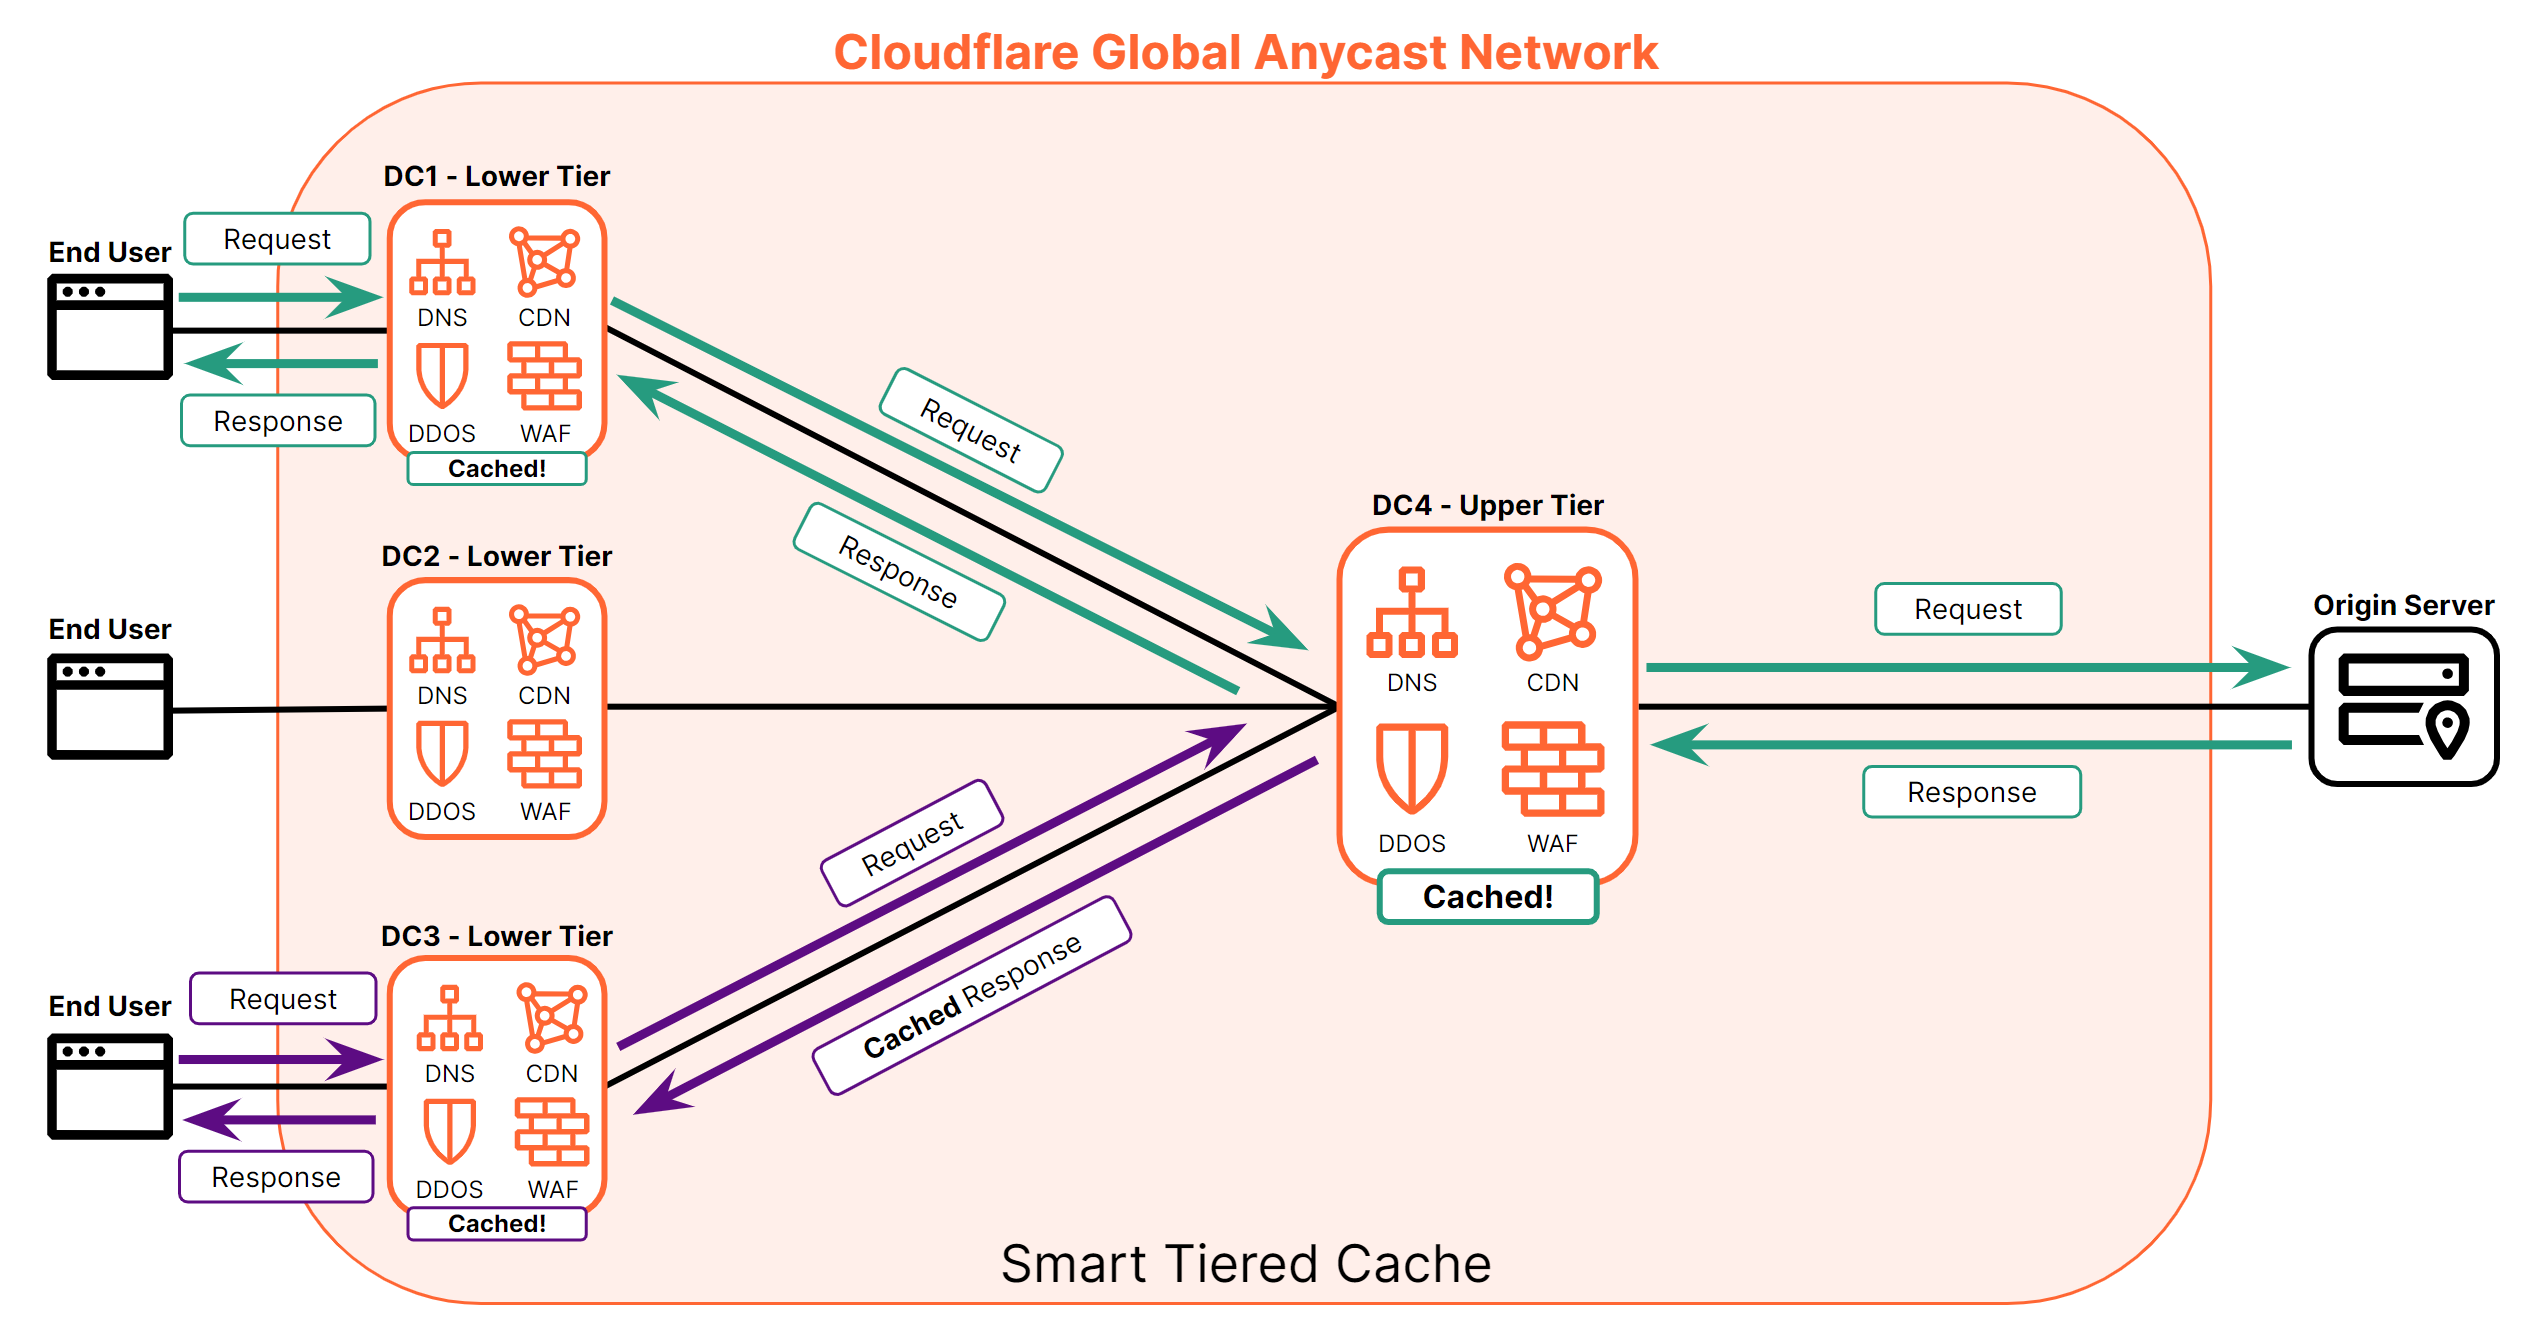 Cloudflare Global Anycast Network
DC1 - Lower Tier
End User
Request
DNS
CDN
DDOS
WAF
Response
Cached!
Request
Response
DC2 - Lower Tier
End User
DNS
CDN
DDOS
WAF
DC4 - Upper Tier
DNS
CDN
DDOS
WAF
Cached!
Request
Response
Origin Server
DC3 - Lower Tier
End User
Request
DNS
CDN
DDOS
WAF
Response
Cached!
Request
Cached Response
Smart Tiered Cache